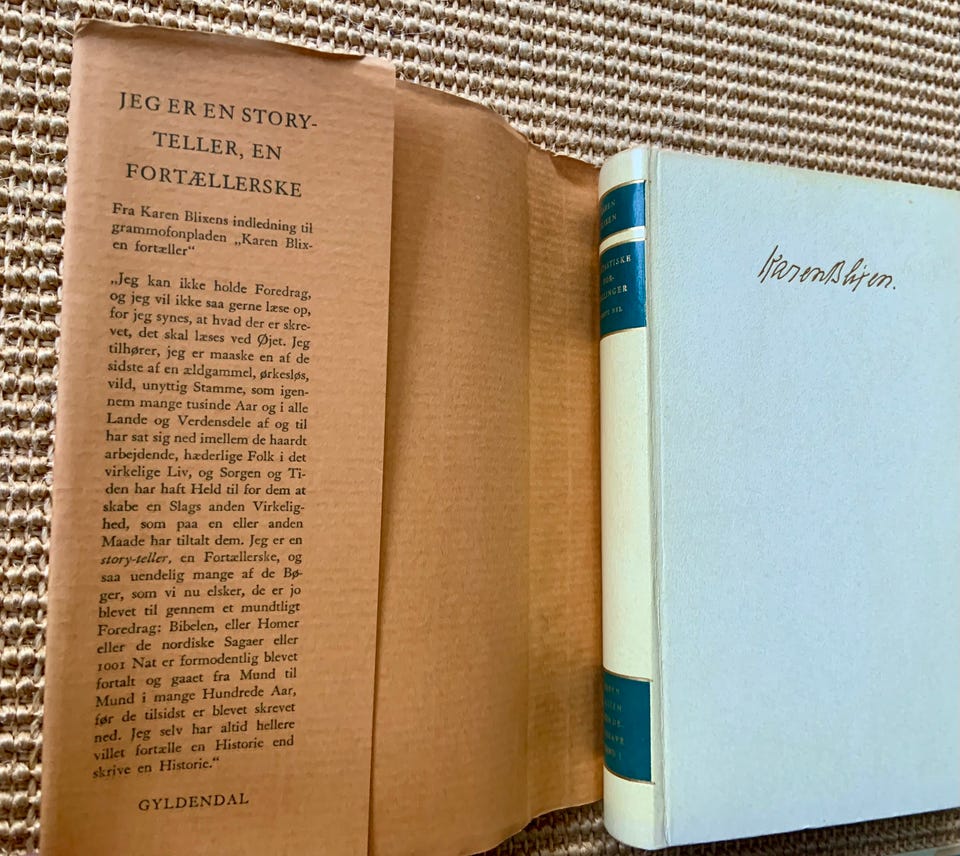 JEG ER EN STORY-
TELLER, EN
FORTÆLLERSKE
Fra Karen Blixens indledning til
grammofonpladen „Karen Blix-
en fortæller“
„Jeg kan ikke holde Foredrag,
og jeg vil ikke saa gerne læse op,
for jeg synes, at hvad der er skre-
vet, det skal læses ved Øjet. Jeg
tilhører, jeg er maaske en af de
sidste af en ældgammel, ørkesløs,
vild, unyttig Stamme, som igen-
nem mange tusinde Aar og i alle
Lande og Verdensdele af og til
har sat sig ned imellem de haardt
arbejdende, hæderlige Folk i det
virkelige Liv, og Sorgen og Ti-
den har haft Held til for dem at
skabe en Slags anden Virkelig-
hed, som paa en eller anden
Maade har tiltalt dem. Jeg er en
story-teller, en Fortællerske, og
saa uendelig mange af de Bø-
ger, som vi nu elsker, de er jo
blevet til gennem et mundtligt
Foredrag: Bibelen, eller Homer
eller de nordiske Sagaer eller
1001 Nat er formodentlig blevet
fortalt og gaaet fra Mund til
Mund i mange Hundrede Aar,
før de tilsidst er blevet skrevet
ned. Jeg selv har altid hellere
villet fortælle en Historie end
skrive en Historie.“
GYLDENDAL
Karen Blixen.